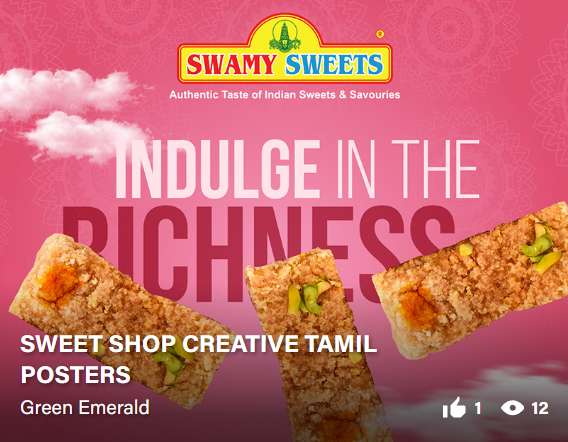 ®
SWAMY SWEETS
Authentic Taste of Indian Sweets & Savouries
INDULGE IN THE
RICHNESS
SWEET SHOP CREATIVE TAMIL
POSTERS
Green Emerald
1
12